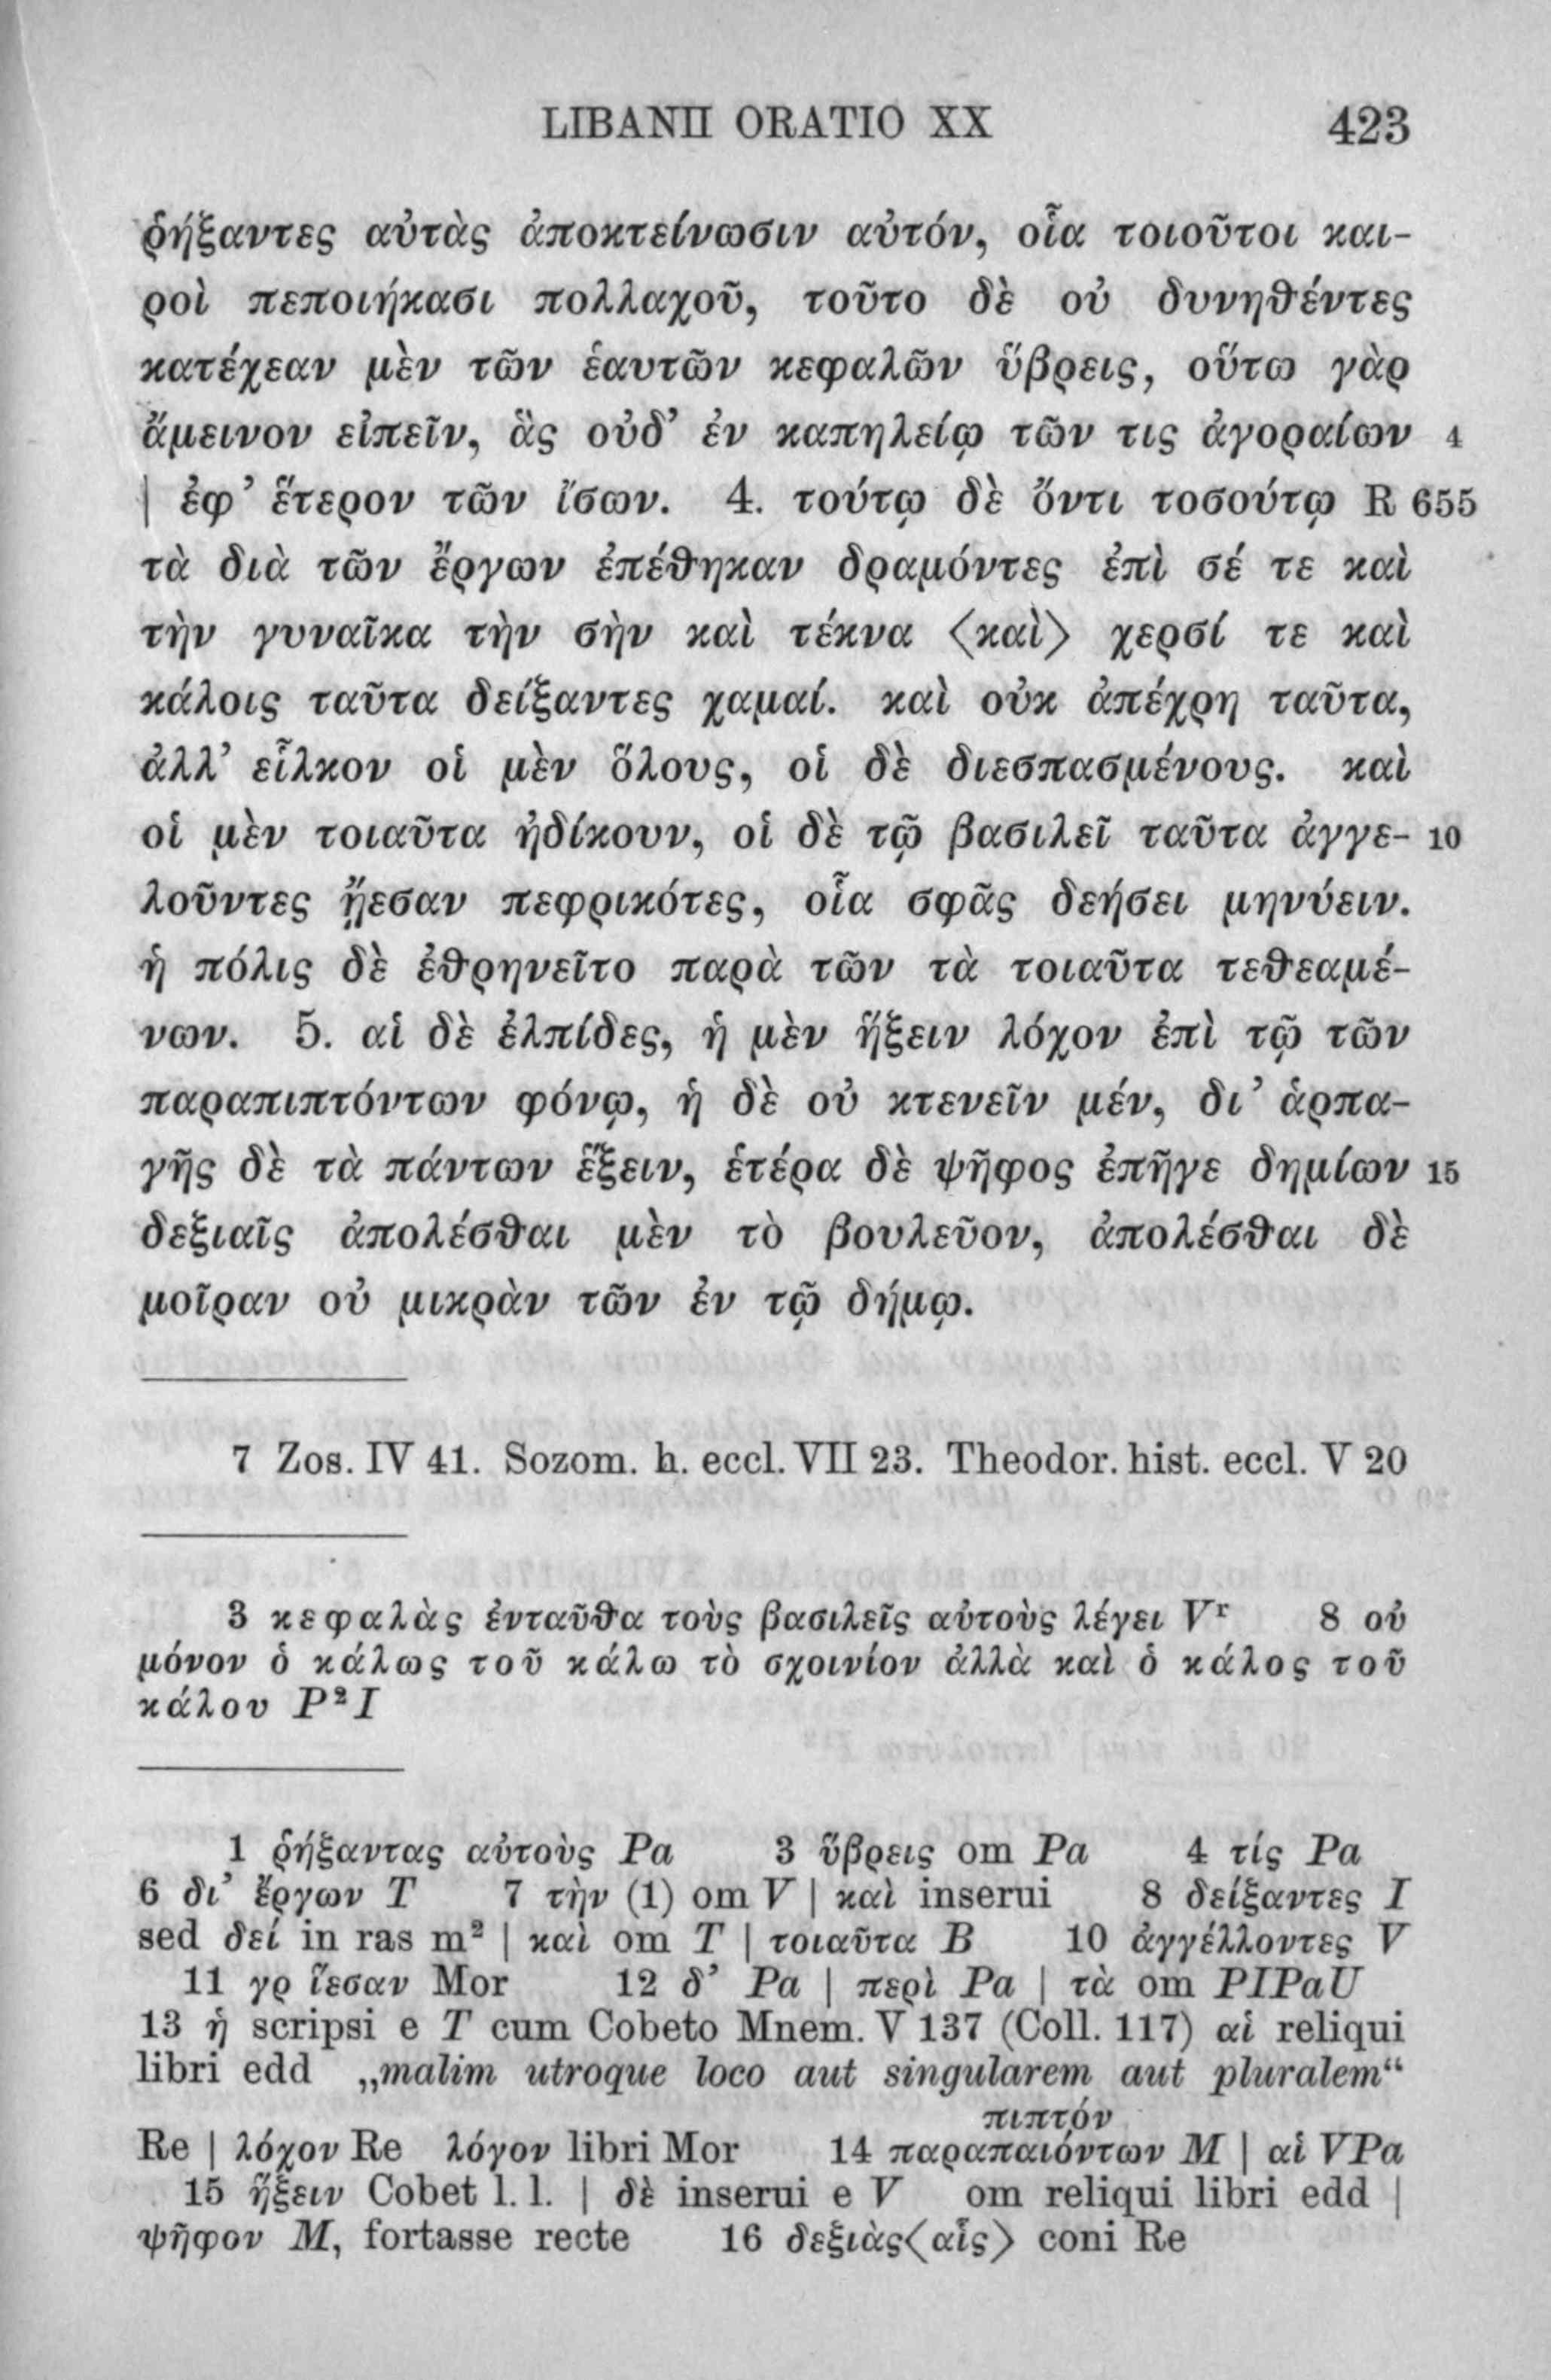 LIBANII ORATIO XX 423
ῥήξαντες αὐτὰς ἀποκτείνωσιν αὐτόν, οἷα τοιοῦτοι και-
ροὶ πεποιήκασι πολλαχοῦ, τοῦτο δὲ οὐ δυνηθέντες
κατέχεαν μὲν τῶν ἑαυτῶν κεφαλῶν ὕβρεις, οὕτω γὰρ
ἄμεινον εἰπεῖν, ἃς οὐδ’ ἐν καπηλείῳ τῶν τις ἀγοραίων 4
| ἐφ’ ἕτερον τῶν ἴσων. 4. τούτῳ δὲ ὄντι τοσούτῳ R 655
τὰ διὰ τῶν ἔργων ἐπέθηκαν δραμόντες ἐπὶ σέ τε καὶ
τὴν γυναῖκα τὴν σὴν καὶ τέκνα ⟨καὶ⟩ χερσί τε καὶ
κάλοις ταῦτα δείξαντες χαμαί. καὶ οὐκ ἀπέχρη ταῦτα,
ἀλλ’ εἷλκον οἱ μὲν ὅλους, οἱ δὲ διεσπασμένους. καὶ
οἱ μὲν τοιαῦτα ἠδίκουν, οἱ δὲ τῷ βασιλεῖ ταῦτα ἀγγε- 10
λοῦντες ᾔεσαν πεφρικότες, οἷα σφᾶς δεήσει μηνύειν.
ἡ πόλις δὲ ἐθρηνεῖτο παρὰ τῶν τὰ τοιαῦτα τεθεαμέ-
νων. 5. αἱ δὲ ἐλπίδες, ἡ μὲν ἥξειν λόχον ἐπὶ τῷ τῶν
παραπιπτόντων φόνῳ, ἡ δὲ οὐ κτενεῖν μέν, δι’ ἁρπα-
γῆς δὲ τὰ πάντων ἕξειν, ἑτέρα δὲ ψῆφος ἐπῆγε δημίων 15
δεξιαῖς ἀπολέσθαι μὲν τὸ βουλεῦον, ἀπολέσθαι δὲ
μοῖραν οὐ μικρὰν τῶν ἐν τῷ δήμῳ.
7 Zos. IV 41. Sozom. h. eccl. VII 23. Theodor. hist. eccl. V 20
3 κεφαλὰς ἐνταῦθα τοὺς βασιλεῖς αὐτοὺς λέγει Vʳ 8 οὐ
μόνον ὁ κάλως τοῦ κάλω τὸ σχοινίον ἀλλὰ καὶ ὁ κάλος τοῦ
κάλου P²I
1 ῥήξαντας αὐτοὺς Pa 3 ὕβρεις om Pa 4 τίς Pa
6 δι’ ἔργων T 7 τὴν (1) om V | καὶ inserui 8 δείξαντες I
sed δεί in ras m² | καὶ om T | τοιαῦτα B 10 ἀγγέλλοντες V
11 γρ ἵεσαν Mor 12 δ’ Pa | περὶ Pa | τὰ om PIPaU
13 ἡ scripsi e T cum Cobeto Mnem. V 137 (Coll. 117) αἱ reliqui
libri edd „malim utroque loco aut singularem aut pluralem“
πιπτόν
Re | λόχον Re λόγον libri Mor 14 παραπαιόντων M | αἱ VPa
15 ἥξειν Cobet l. l. | δὲ inserui e V om reliqui libri edd |
ψῆφον M, fortasse recte 16 δεξιὰς⟨αἷς⟩ coni Re